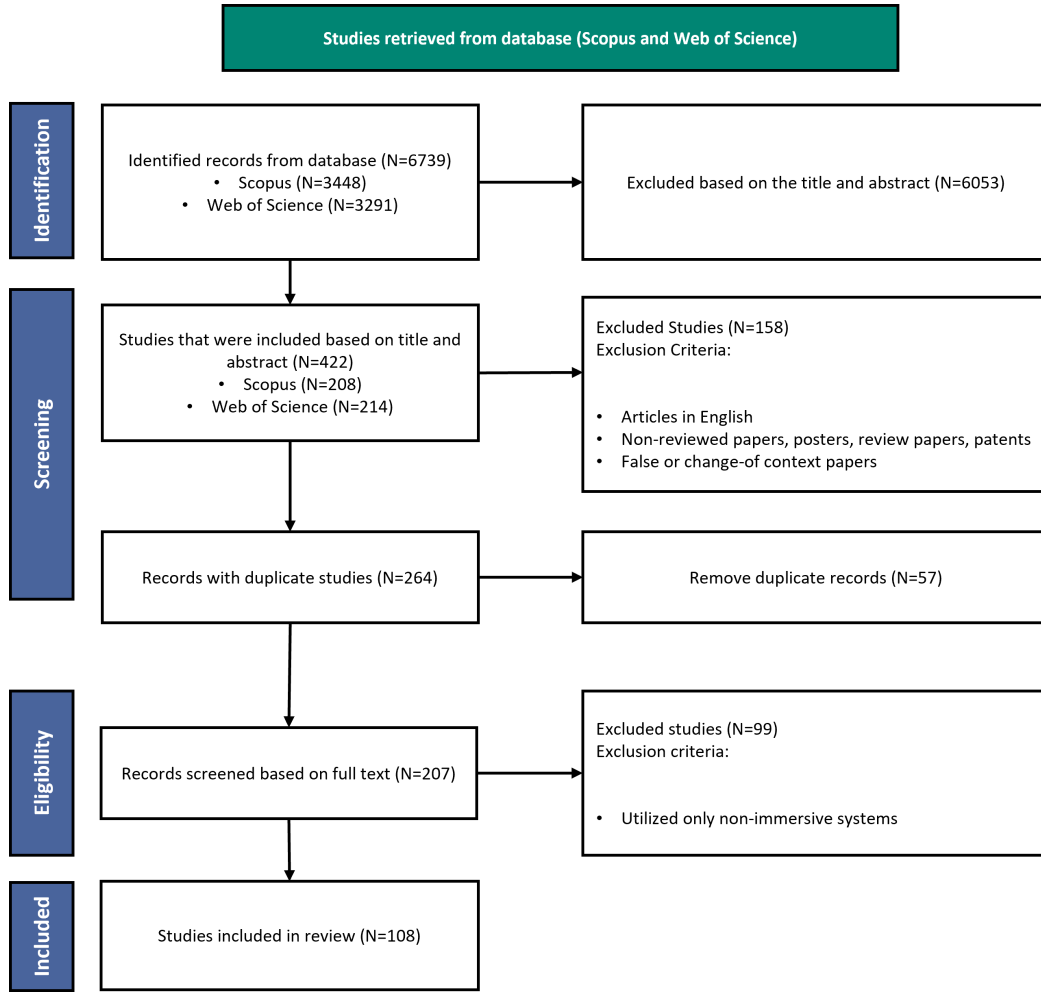 Studies retrieved from database (Scopus and Web of Science)
Identification
Identified records from database (N=6739)
• Scopus (N=3448)
• Web of Science (N=3291)
Excluded based on the title and abstract (N=6053)
Screening
Studies that were included based on title and
abstract (N=422)
• Scopus (N=208)
• Web of Science (N=214)
Excluded Studies (N=158)
Exclusion Criteria:
• Articles in English
• Non-reviewed papers, posters, review papers, patents
• False or change-of context papers
Records with duplicate studies (N=264)
Remove duplicate records (N=57)
Eligibility
Records screened based on full text (N=207)
Excluded studies (N=99)
Exclusion criteria:
• Utilized only non-immersive systems
Included
Studies included in review (N=108)